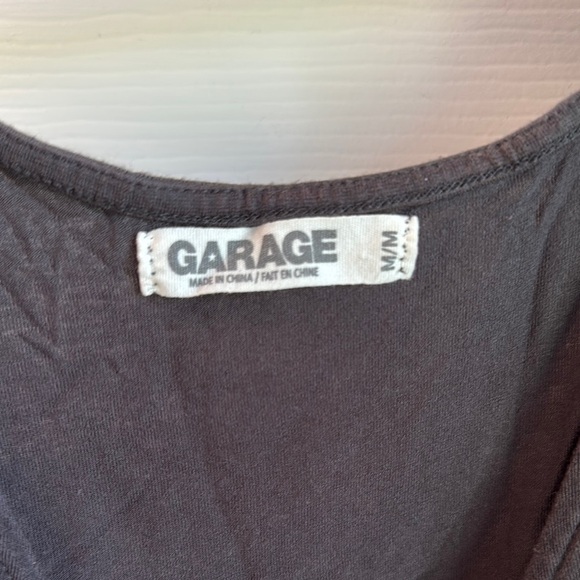 GARAGE
MADE IN CHINA / FAIT EN CHINE
M/M